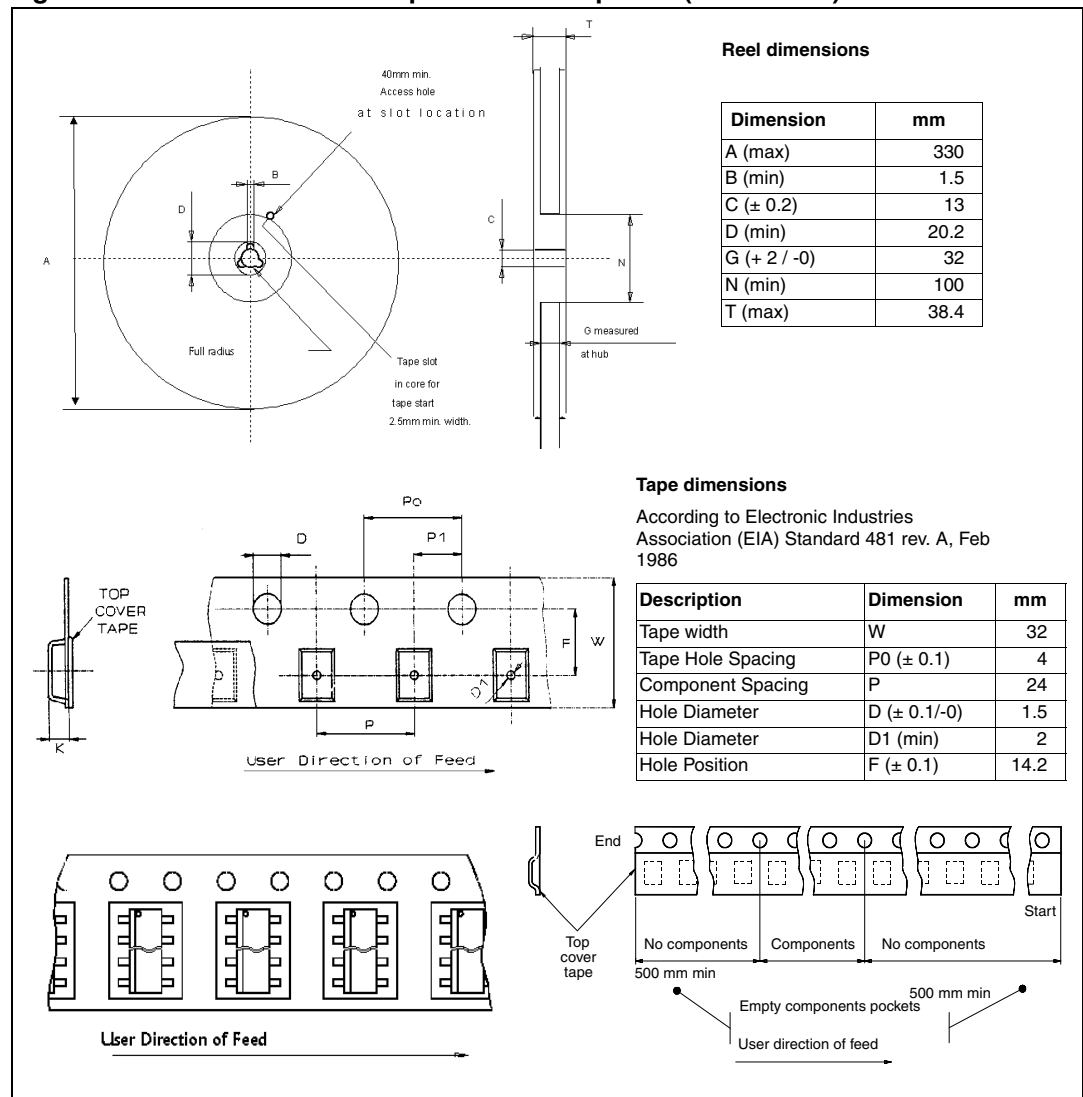 T
Reel dimensions
40mm min.
Access hole
at slot location
Dimension mm
A (max) 330
B (min) 1.5
C (± 0.2) 13
D (min) 20.2
G (+ 2 / -0) 32
N (min) 100
T (max) 38.4
B
D
C
A
N
G measured
at hub
Full radius
Tape slot
in core for
tape start
2.5mm min. width.
Tape dimensions
According to Electronic Industries
Association (EIA) Standard 481 rev. A, Feb
1986
Description Dimension mm
Tape width W 32
Tape Hole Spacing P0 (± 0.1) 4
Component Spacing P 24
Hole Diameter D (± 0.1/-0) 1.5
Hole Diameter D1 (min) 2
Hole Position F (± 0.1) 14.2
Po
D
P1
TOP
COVER
TAPE
F
W
D1
K
P
User Direction of Feed
End
Start
Top
cover
tape
No components
Components
No components
500 mm min
500 mm min
Empty components pockets
User direction of feed
User Direction of Feed